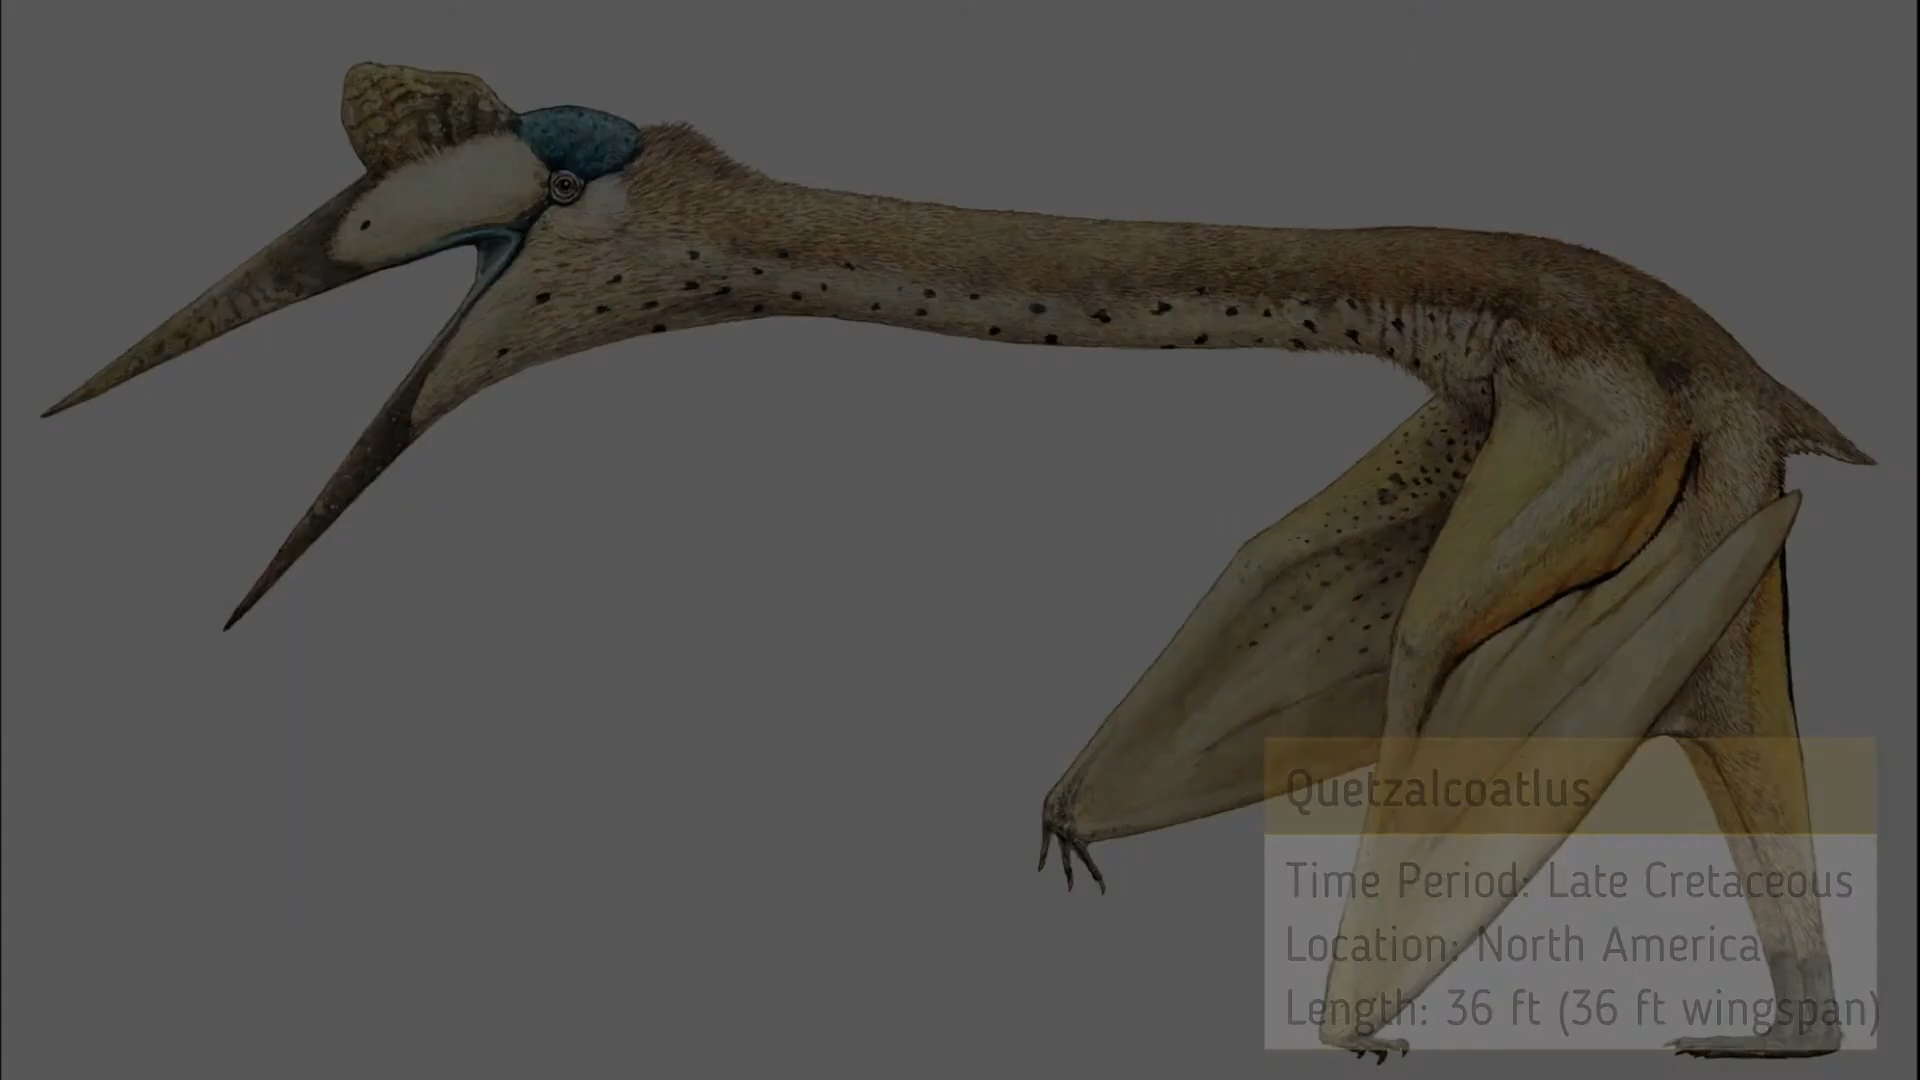 Quetzalcoatlus
Time Period: Late Cretaceous
Location: North America
Length: 36 ft (36 ft wingspan)